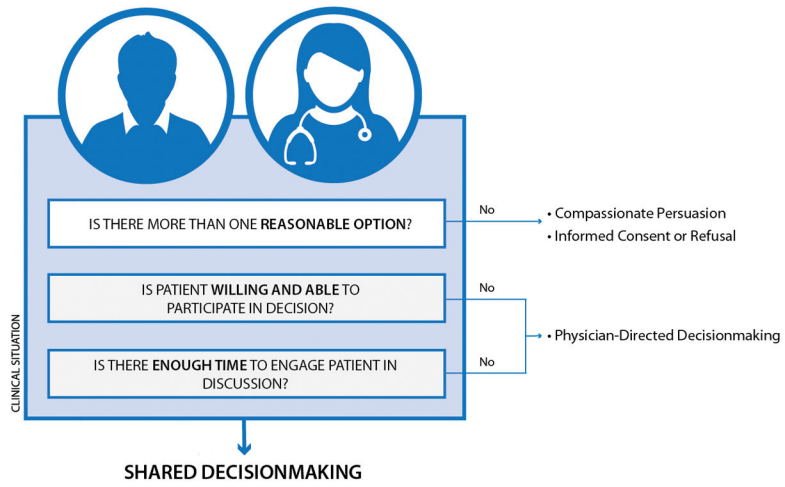 IS THERE MORE THAN ONE REASONABLE OPTION?
No
• Compassionate Persuasion
• Informed Consent or Refusal
IS PATIENT WILLING AND ABLE TO
PARTICIPATE IN DECISION?
No
• Physician-Directed Decisionmaking
IS THERE ENOUGH TIME TO ENGAGE PATIENT IN
DISCUSSION?
No
CLINICAL SITUATION
SHARED DECISIONMAKING